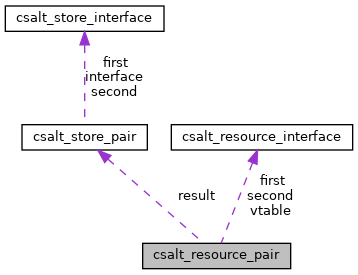 csalt_store_interface
first
interface
second
csalt_store_pair
csalt_resource_interface
result
first
second
vtable
csalt_resource_pair